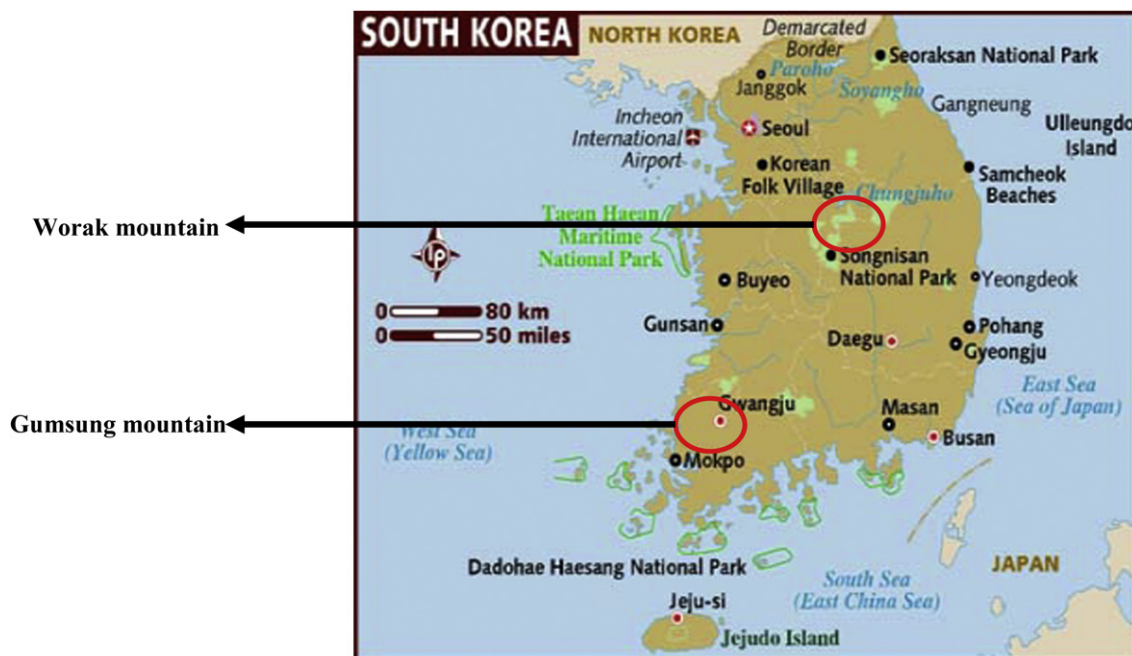 SOUTH KOREA
NORTH KOREA
Demarcated
Border
Seoraksan National Park
Paroho
Janggok
Soyangho
Gangneung
Incheon
International
Airport
Seoul
Ulleungdo
Island
Korean
Folk Village
Samcheok
Beaches
Chungjuho
Worak mountain
Taean Haean
Maritime
National Park
lp
Songnisan
National Park
Buyeo
Yeongdeok
0 80 km
0 50 miles
Gunsan
Daegu
Pohang
Gyeongju
East Sea
(Sea of Japan)
Gwangju
Masan
Gumsung mountain
West Sea
(Yellow Sea)
Busan
Mokpo
Dadohae Haesang National Park
JAPAN
South Sea
(East China Sea)
Jeju-si
Jejudo Island